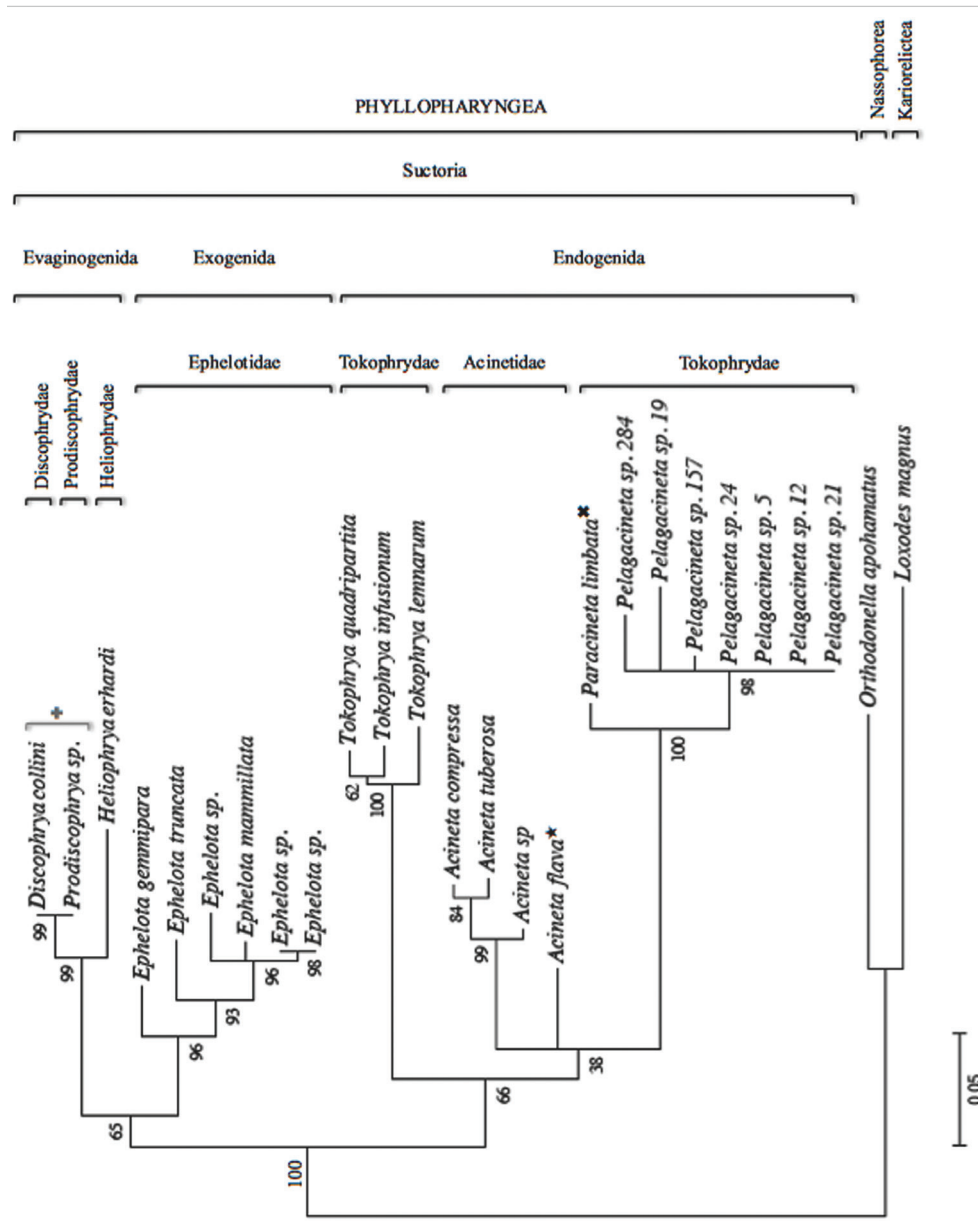 Nassophorea
Kariorelictea
PHYLLOPHARYNGEA
Suctoria
Evaginogenida
Exogenida
Endogenida
Discophrydae
Prodiscophrydae
Heliophrydae
Ephelotidae
Tokophrydae
Acinetidae
Tokophrydae
Discophrya collini
Prodiscophrya sp.
+
Heliophrya erhardi
Ephelota gemmipara
Ephelota truncata
Ephelota sp.
Ephelota mammillata
Ephelota sp.
Ephelota sp.
Tokophrya quadripartita
Tokophrya infusionum
Tokophrya lemnarum
Acineta compressa
Acineta tuberosa
Acineta sp
Acineta flava★
Paracineta limbata✖
Pelagacineta sp. 284
Pelagacineta sp. 19
Pelagacineta sp. 157
Pelagacineta sp. 24
Pelagacineta sp. 5
Pelagacineta sp. 12
Pelagacineta sp. 21
Orthodonella apohamatus
Loxodes magnus
99
99
65
96
93
96
98
62
100
84
99
66
38
100
98
100
0.05